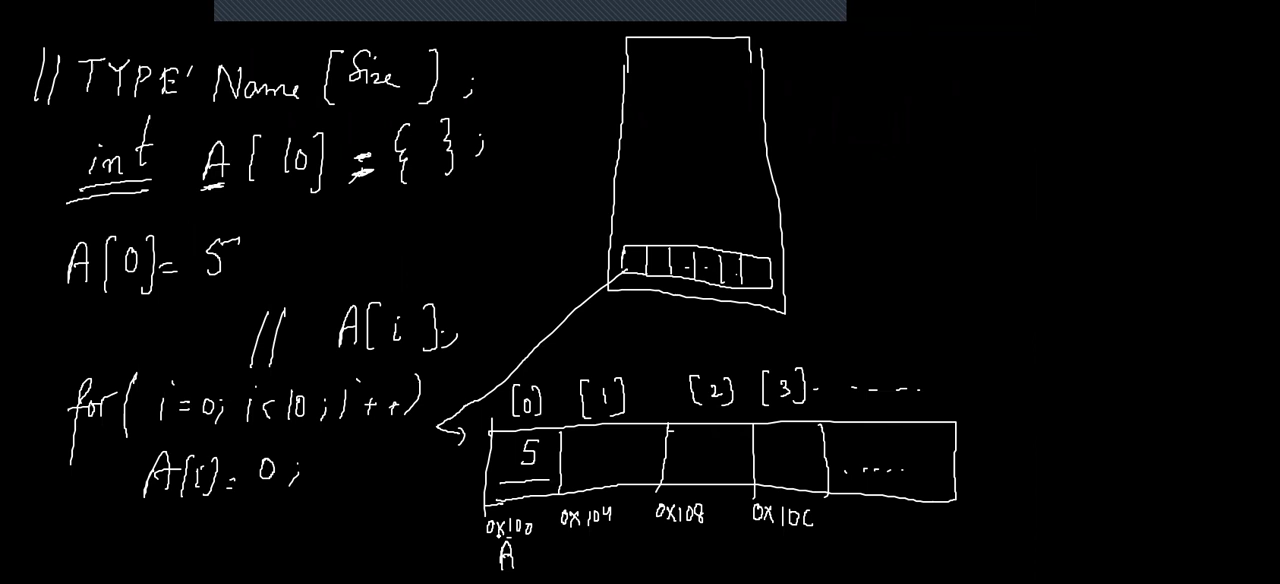 // TYPE' Name [Size];
int A[10] = { };
A[0]= 5
// A[i];
for( i=0; i<10; i++)
A[i]= 0;
[0] [1] [2] [3]. .....
5 .....
0x100 0x104 0x108 0x10C
A